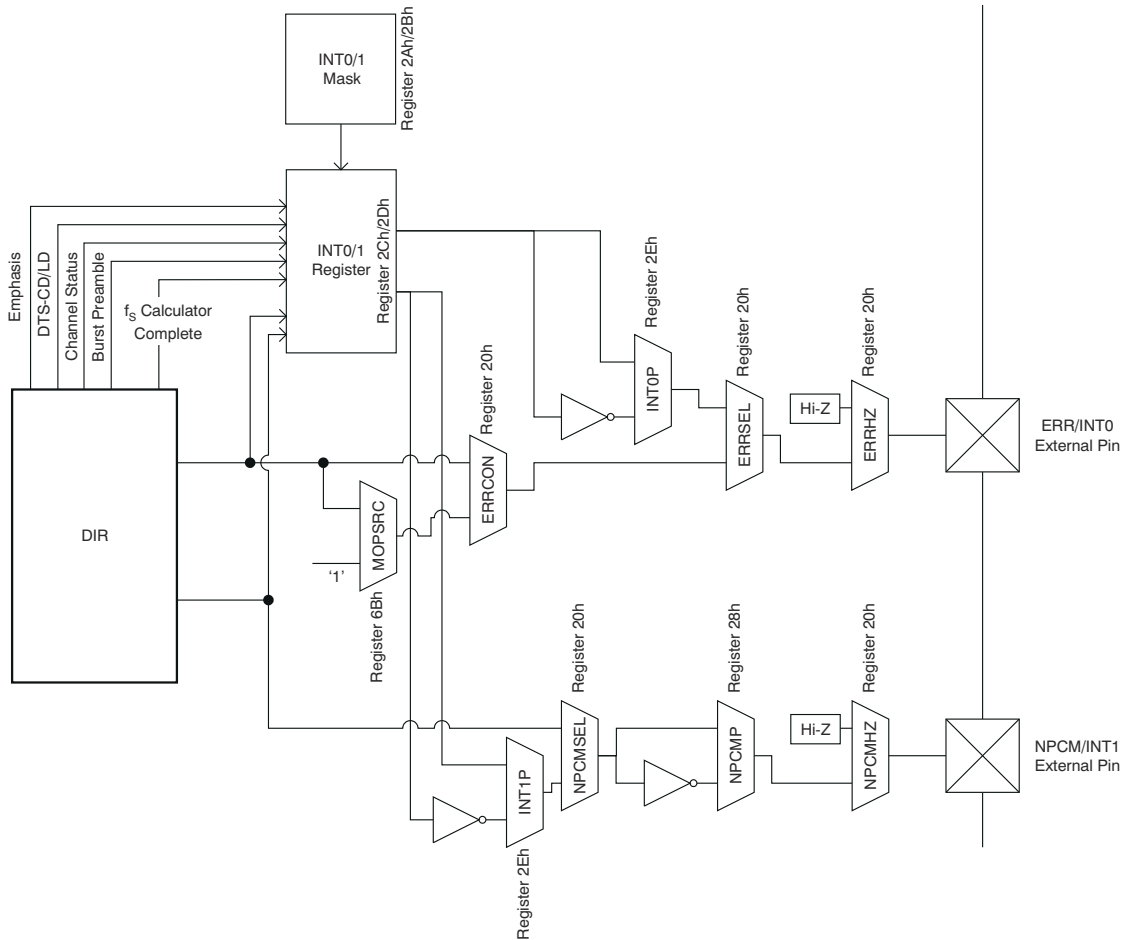 INT0/1
Mask
Register 2Ah/2Bh
INT0/1
Register
Register 2Ch/2Dh
Emphasis
DTS-CD/LD
Channel Status
Burst Preamble
fS Calculator
Complete
DIR
Register 2Eh
INT0P
Register 20h
ERRSEL
Register 20h
Hi-Z
ERRHZ
ERR/INT0
External Pin
Register 20h
ERRCON
MOPSRC
‘1’
Register 6Bh
Register 20h
NPCMSEL
Register 28h
NPCMP
Register 20h
Hi-Z
NPCMHZ
NPCM/INT1
External Pin
INT1P
Register 2Eh